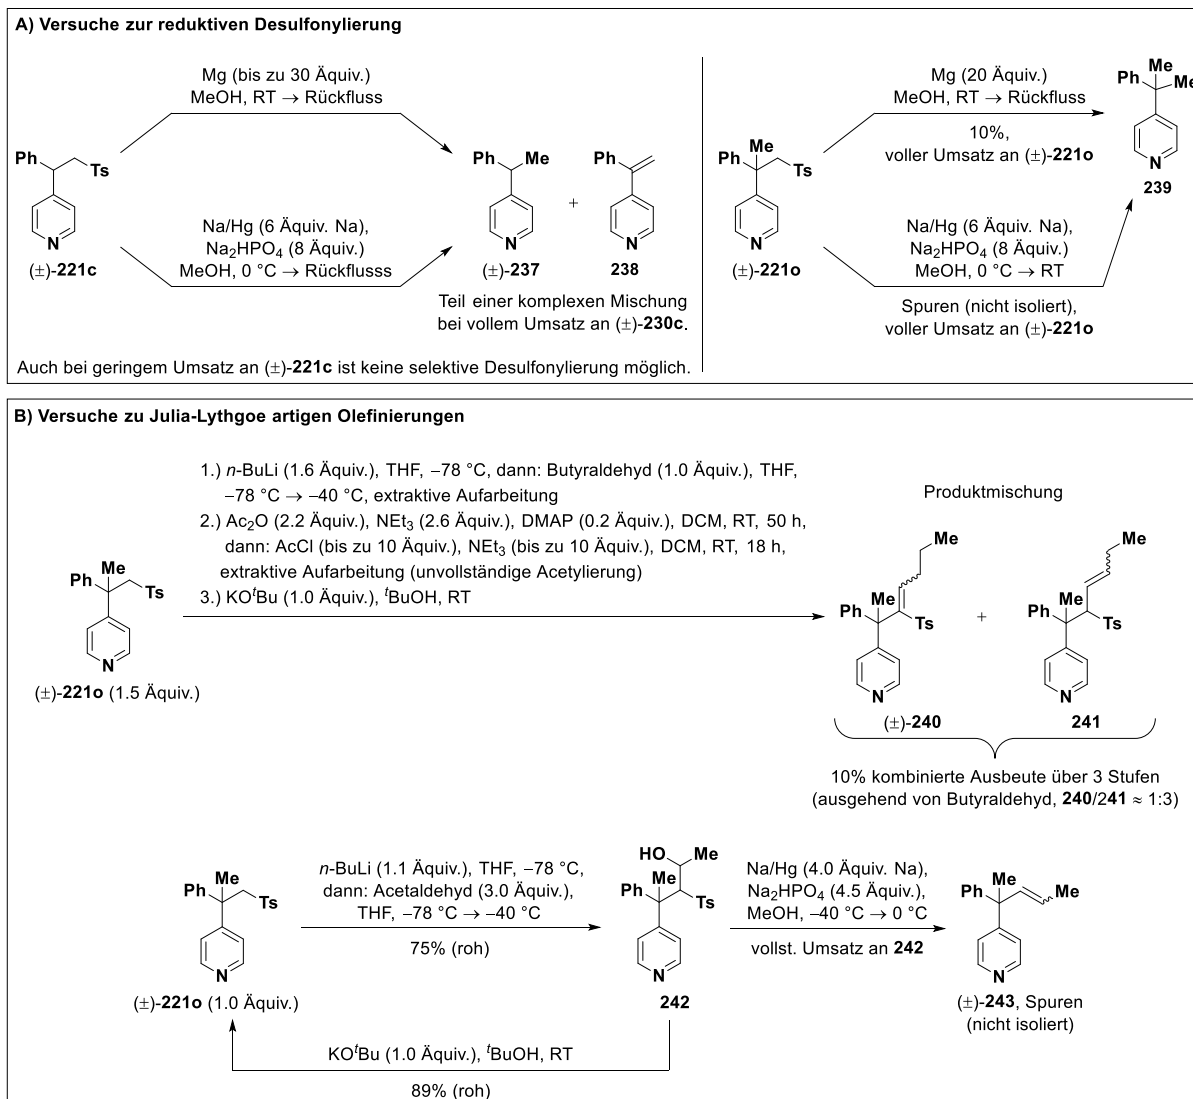 A) Versuche zur reduktiven Desulfonylierung
Mg (bis zu 30 Äquiv.)
MeOH, RT → Rückfluss
Ph
Ts
N
(±)-221c
Na/Hg (6 Äquiv. Na),
Na2HPO4 (8 Äquiv.)
MeOH, 0 °C → Rückflusss
Ph
Me
N
(±)-237
+
Ph
N
238
Teil einer komplexen Mischung
bei vollem Umsatz an (±)-230c.
Auch bei geringem Umsatz an (±)-221c ist keine selektive Desulfonylierung möglich.
Mg (20 Äquiv.)
MeOH, RT → Rückfluss
10%,
voller Umsatz an (±)-221o
Me
Ph
Ts
N
(±)-221o
Na/Hg (6 Äquiv. Na),
Na2HPO4 (8 Äquiv.)
MeOH, 0 °C → RT
Spuren (nicht isoliert),
voller Umsatz an (±)-221o
Me
Ph
Me
N
239
B) Versuche zu Julia-Lythgoe artigen Olefinierungen
1.) n-BuLi (1.6 Äquiv.), THF, −78 °C, dann: Butyraldehyd (1.0 Äquiv.), THF,
−78 °C → −40 °C, extraktive Aufarbeitung
2.) Ac2O (2.2 Äquiv.), NEt3 (2.6 Äquiv.), DMAP (0.2 Äquiv.), DCM, RT, 50 h,
dann: AcCl (bis zu 10 Äquiv.), NEt3 (bis zu 10 Äquiv.), DCM, RT, 18 h,
extraktive Aufarbeitung (unvollständige Acetylierung)
3.) KOtBu (1.0 Äquiv.), tBuOH, RT
Me
Ph
Ts
N
(±)-221o (1.5 Äquiv.)
Produktmischung
Me
Me
Ph
Ts
N
(±)-240
+
Me
Me
Ph
Ts
N
241
10% kombinierte Ausbeute über 3 Stufen
(ausgehend von Butyraldehyd, 240/241 ≈ 1:3)
Me
Ph
Ts
N
(±)-221o (1.0 Äquiv.)
n-BuLi (1.1 Äquiv.), THF, −78 °C,
dann: Acetaldehyd (3.0 Äquiv.),
THF, −78 °C → −40 °C
75% (roh)
HO
Me
Me
Ph
Ts
N
242
Na/Hg (4.0 Äquiv. Na),
Na2HPO4 (4.5 Äquiv.),
MeOH, −40 °C → 0 °C
vollst. Umsatz an 242
Me
Ph
Me
N
(±)-243, Spuren
(nicht isoliert)
KOtBu (1.0 Äquiv.), tBuOH, RT
89% (roh)